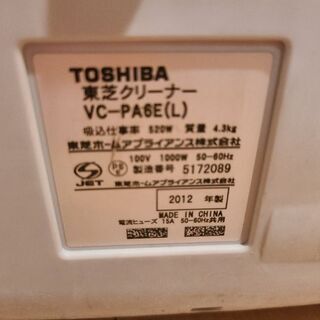 TOSHIBA
東芝クリーナー
VC-PA6E(L)
吸込仕事率 520W 質量 4.3kg
東芝ホームアプライアンス株式会社
100V 1000W 50-60Hz
PS E 製造番号 5172089
JET 東芝ホームアプライアンス株式会社
2012 年製
MADE IN CHINA
電流ヒューズ 15A 50-60Hz共用